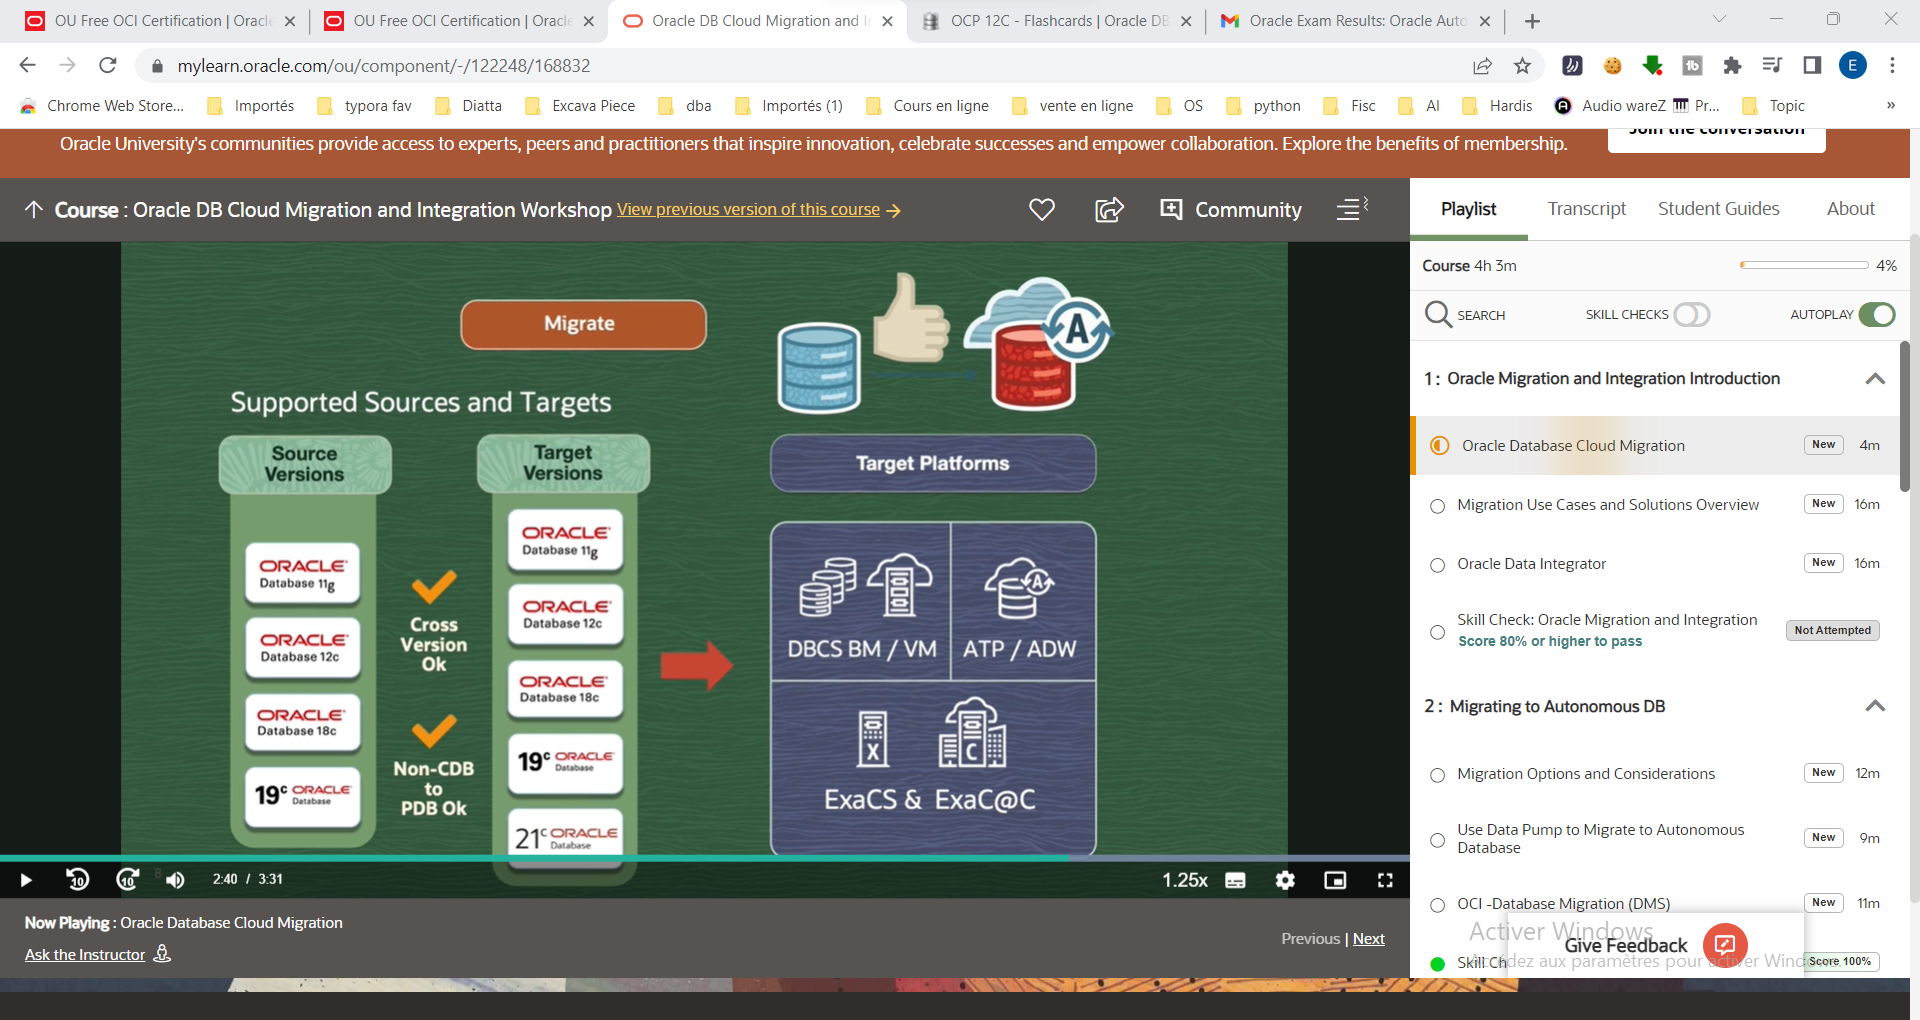 OU Free OCI Certification | Oracle
OU Free OCI Certification | Oracle
Oracle DB Cloud Migration and In
OCP 12C - Flashcards | Oracle DB
Oracle Exam Results: Oracle Auto
mylearn.oracle.com/ou/component/-/122248/168832
E
Chrome Web Store...
Importés
typora fav
Diatta
Excava Piece
dba
Importés (1)
Cours en ligne
vente en ligne
OS
python
Fisc
AI
Hardis
Audio wareZ
Pr...
Topic
»
Oracle University's communities provide access to experts, peers and practitioners that inspire innovation, celebrate successes and empower collaboration. Explore the benefits of membership.
Join the conversation
Course : Oracle DB Cloud Migration and Integration Workshop View previous version of this course →
Community
Playlist
Transcript
Student Guides
About
Course 4h 3m
4%
SEARCH
SKILL CHECKS
AUTOPLAY
Migrate
A
Supported Sources and Targets
Source
Versions
ORACLE
Database 11g
ORACLE
Database 12c
ORACLE
Database 18c
19c ORACLE
Database
Cross
Version
Ok
Non-CDB
to
PDB Ok
Target
Versions
ORACLE
Database 11g
ORACLE
Database 12c
ORACLE
Database 18c
19c ORACLE
Database
21c ORACLE
Database
Target Platforms
DBCS BM / VM
A
ATP / ADW
X
C
ExaCS & ExaC@C
10
10
8
2:40 / 3:31
1.25x
Now Playing : Oracle Database Cloud Migration
Ask the Instructor
Previous | Next
1 : Oracle Migration and Integration Introduction
Oracle Database Cloud Migration
New
4m
Migration Use Cases and Solutions Overview
New
16m
Oracle Data Integrator
New
16m
Skill Check: Oracle Migration and Integration
Score 80% or higher to pass
Not Attempted
2 : Migrating to Autonomous DB
Migration Options and Considerations
New
12m
Use Data Pump to Migrate to Autonomous
Database
New
9m
OCI -Database Migration (DMS)
New
11m
Activer Windows
Give Feedback
Skill Ch
dez aux paramètres pour activer Wind
Score 100%